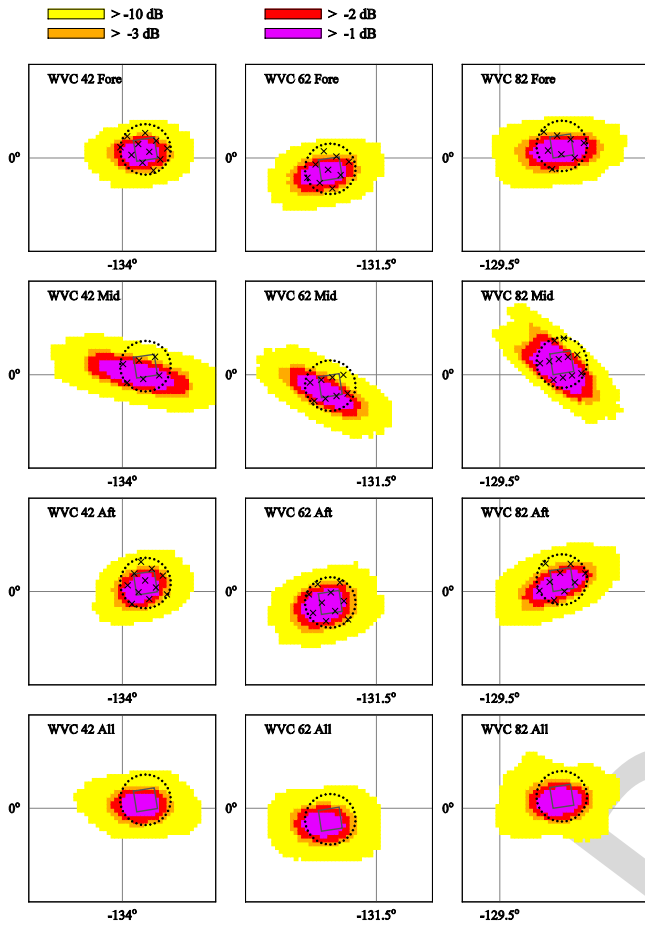 > -10 dB > -2 dB
> -3 dB > -1 dB
WVC 42 Fore WVC 62 Fore WVC 82 Fore
0°
-134° -131.5° -129.5°
WVC 42 Mid WVC 62 Mid WVC 82 Mid
0° 0° 0°
-134° -131.5° -129.5°
WVC 42 Aft WVC 62 Aft WVC 82 Aft
0° 0° 0°
-134° -131.5° -129.5°
WVC 42 All WVC 62 All WVC 82 All
0° 0° 0°
-134° -131.5° -129.5°